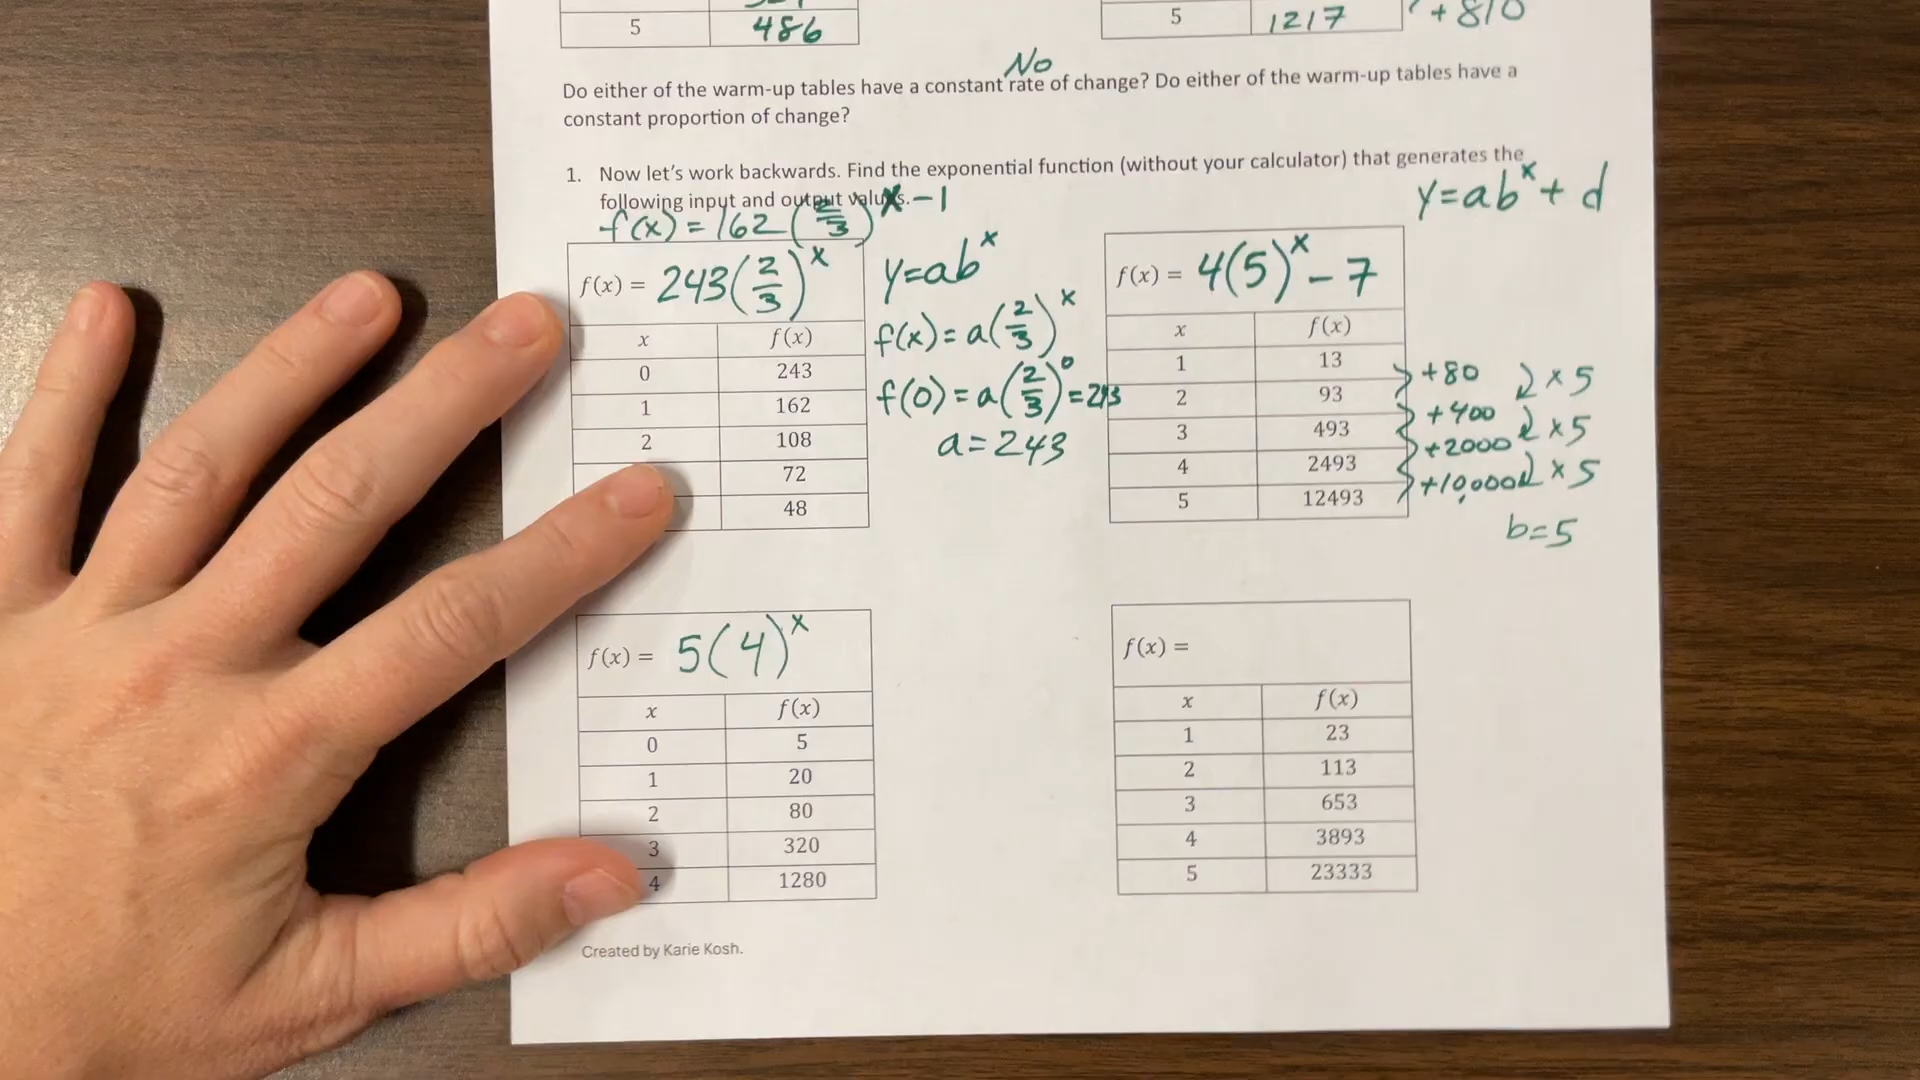 5 486
5 1217 +810
No
Do either of the warm-up tables have a constant rate of change? Do either of the warm-up tables have a
constant proportion of change?
1. Now let's work backwards. Find the exponential function (without your calculator) that generates the
following input and output values.
f(x) = 162(2/3)^x-1
y=ab^x + d
f(x) = 243(2/3)^x
y=ab^x
f(x) = a(2/3)^x
f(0) = a(2/3)^0 = 243
a = 243
x f(x)
0 243
1 162
2 108
72
48
f(x) = 4(5)^x - 7
x f(x)
1 13
2 93
3 493
4 2493
5 12493
+80 ×5
+400 ×5
+2000 ×5
+10,000
b=5
f(x) = 5(4)^x
x f(x)
0 5
1 20
2 80
3 320
4 1280
f(x) =
x f(x)
1 23
2 113
3 653
4 3893
5 23333
Created by Karie Kosh.